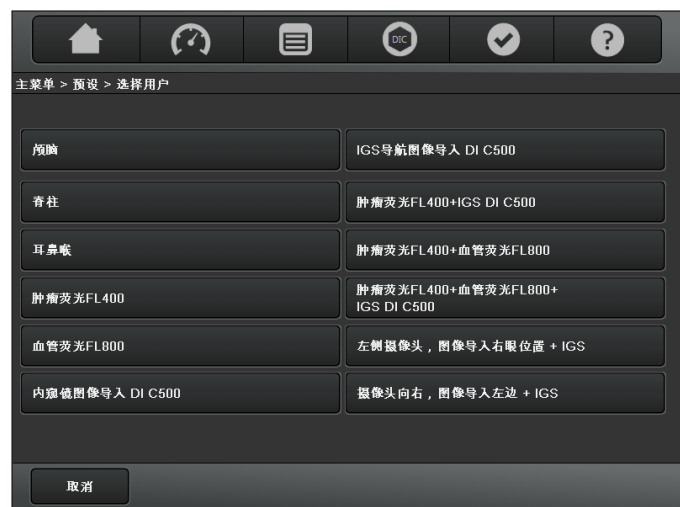 DIC
?
主菜单 > 预设 > 选择用户
颅脑
脊柱
耳鼻喉
肿瘤荧光FL400
血管荧光FL800
内窥镜图像导入 DI C500
IGS导航图像导入 DI C500
肿瘤荧光FL400+IGS DI C500
肿瘤荧光FL400+血管荧光FL800
肿瘤荧光FL400+血管荧光FL800+
IGS DI C500
左侧摄像头，图像导入右眼位置 + IGS
摄像头向右，图像导入左边 + IGS
取消